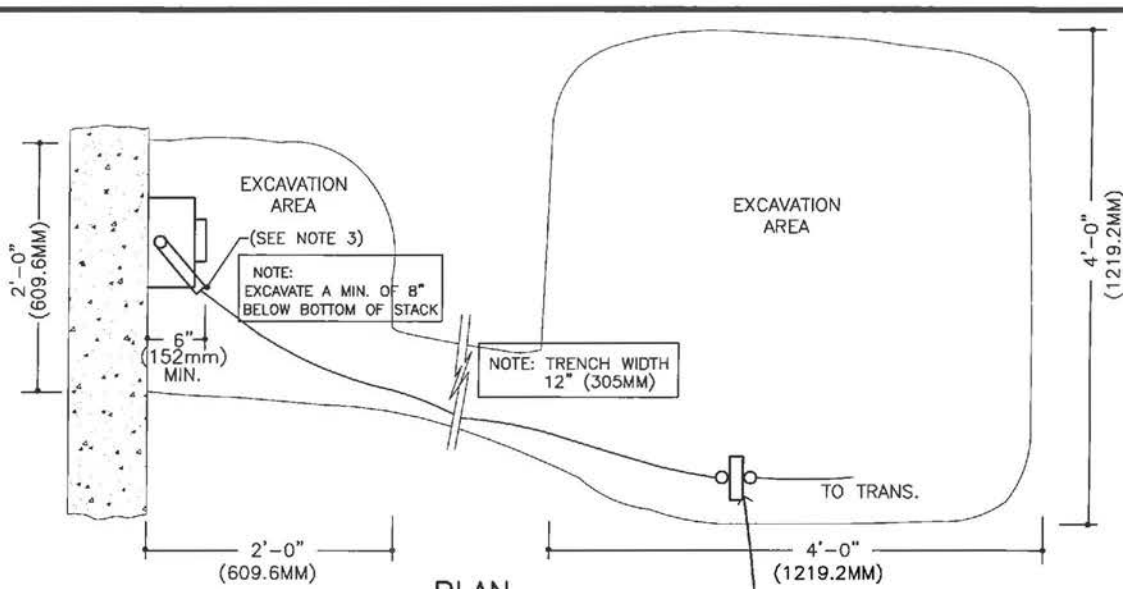 EXCAVATION
AREA
(SEE NOTE 3)
NOTE:
EXCAVATE A MIN. OF 8"
BELOW BOTTOM OF STACK
2'-0"
(609.6MM)
6"
(152mm)
MIN.
NOTE: TRENCH WIDTH
12" (305MM)
EXCAVATION
AREA
4'-0"
(1219.2MM)
TO TRANS.
2'-0"
(609.6MM)
4'-0"
(1219.2MM)
PLAN